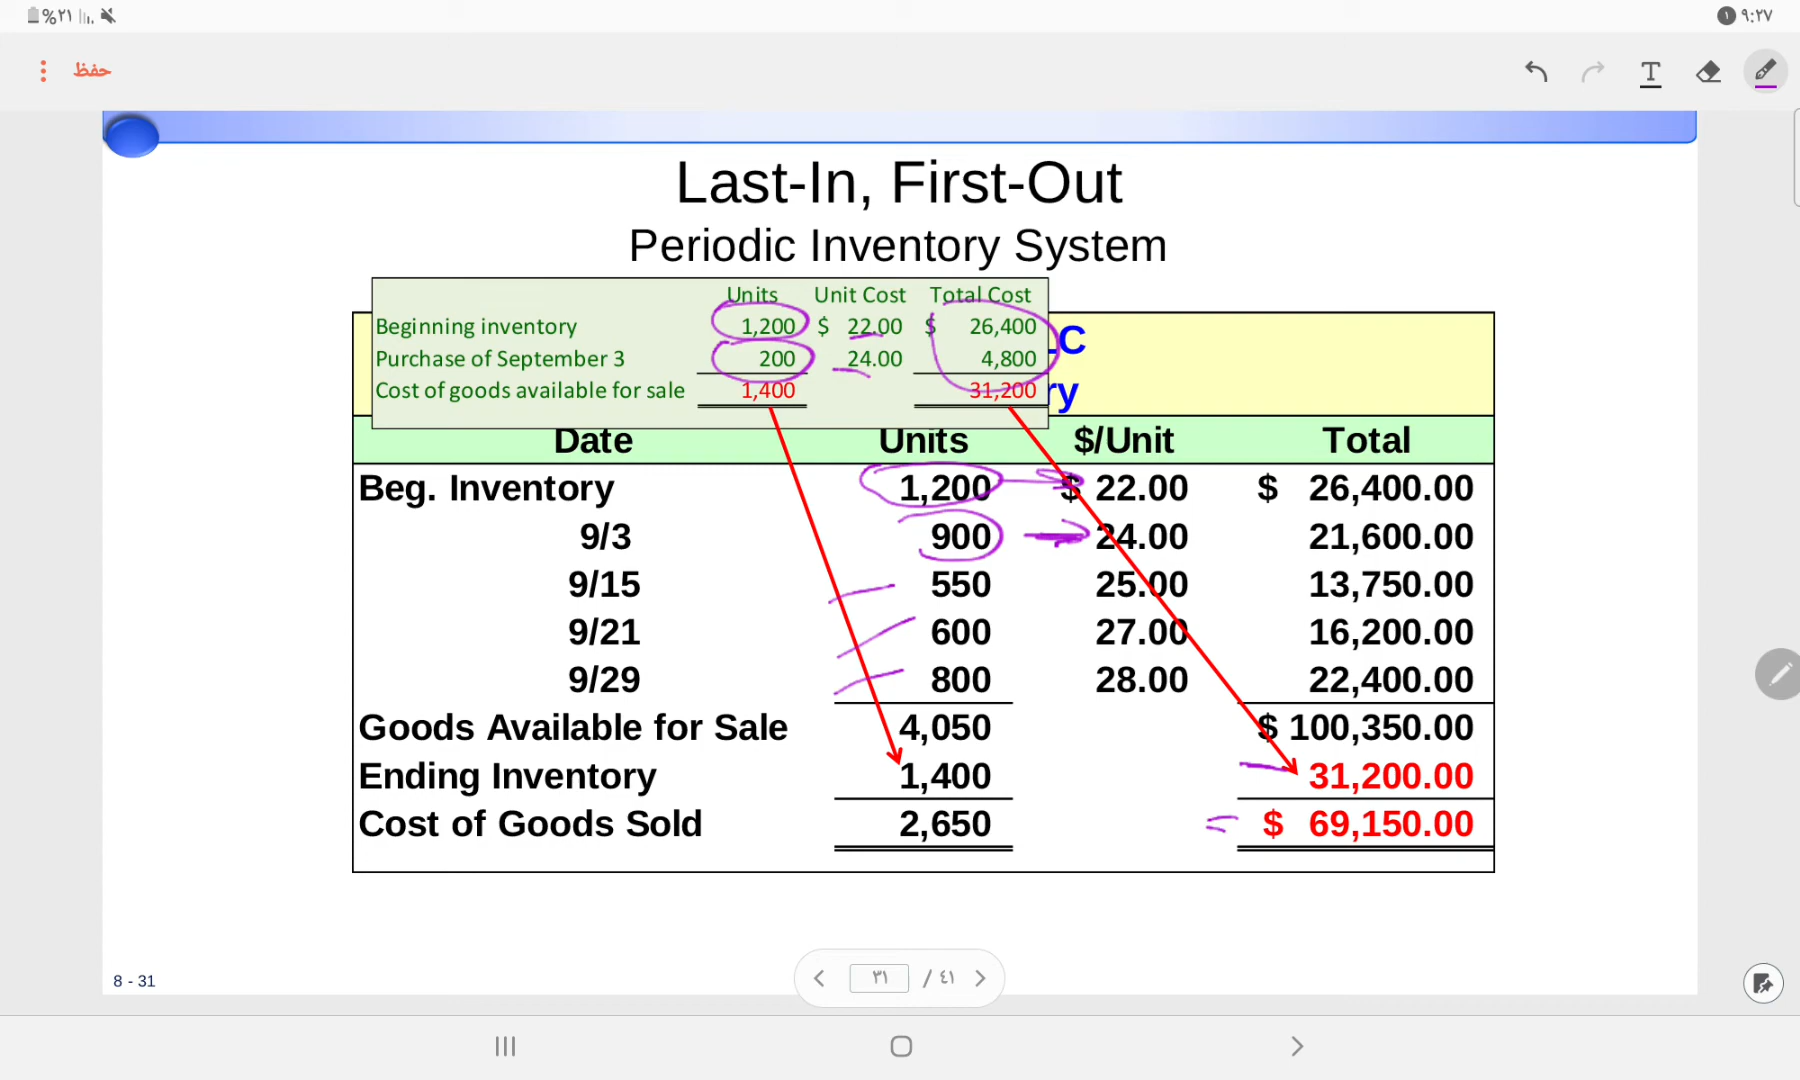 %٢١
١ ٩:٢٧
حفظ
T
Last-In, First-Out
Periodic Inventory System
Units Unit Cost Total Cost
Beginning inventory 1,200 $ 22.00 $ 26,400
Purchase of September 3 200 24.00 4,800
Cost of goods available for sale 1,400 31,200
C
ry
Date Units $/Unit Total
Beg. Inventory 1,200 $ 22.00 $ 26,400.00
9/3 900 24.00 21,600.00
9/15 550 25.00 13,750.00
9/21 600 27.00 16,200.00
9/29 800 28.00 22,400.00
Goods Available for Sale 4,050 $ 100,350.00
Ending Inventory 1,400 31,200.00
Cost of Goods Sold 2,650 $ 69,150.00
8 - 31
٣١ / ٤١